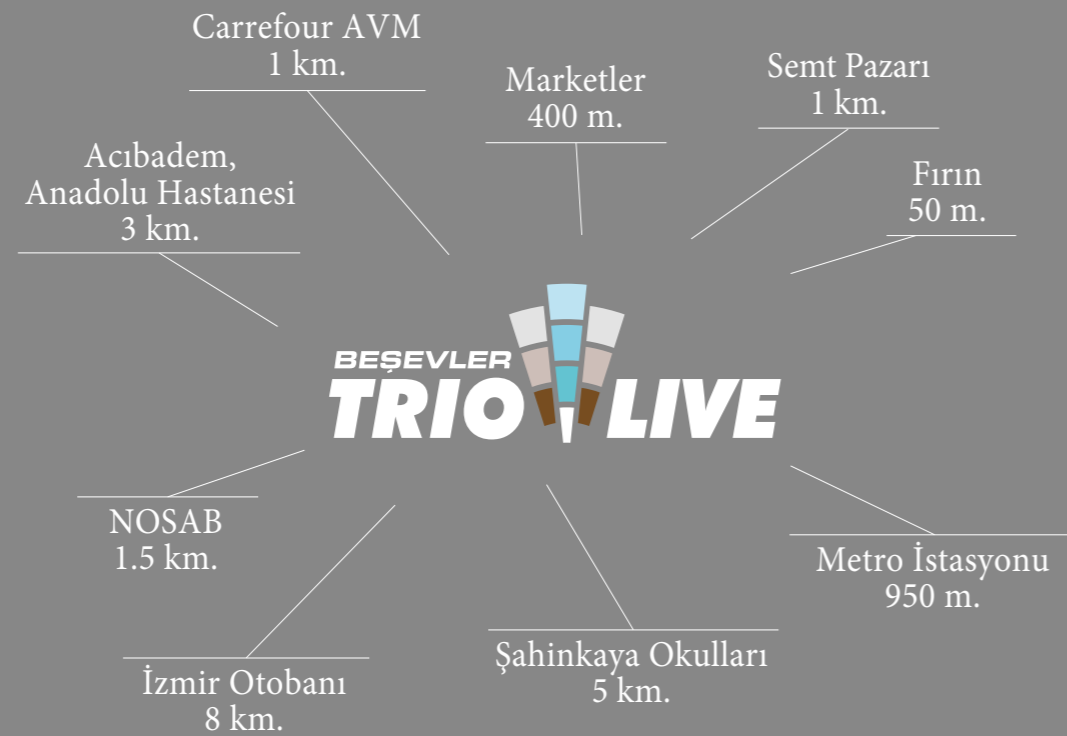 Carrefour AVM
1 km.
Marketler
400 m.
Semt Pazarı
1 km.
Acıbadem,
Anadolu Hastanesi
3 km.
Fırın
50 m.
BEŞEVLER
TRIO LIVE
NOSAB
1.5 km.
Metro İstasyonu
950 m.
İzmir Otobanı
8 km.
Şahinkaya Okulları
5 km.